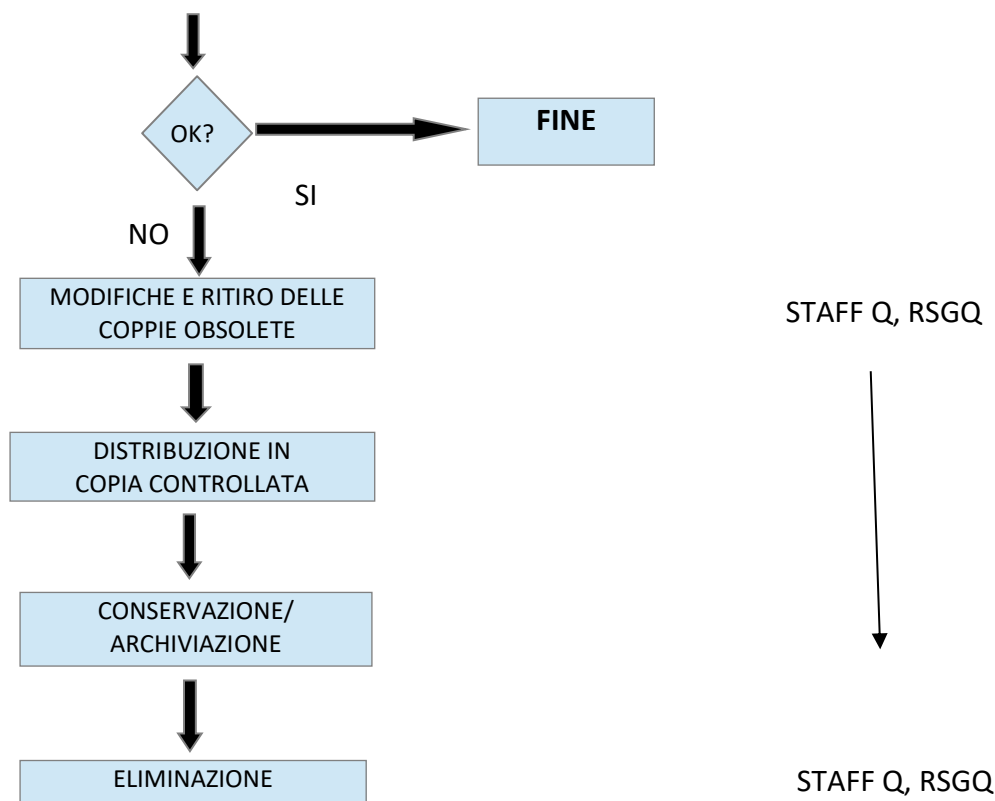 OK?
FINE
SI
NO
MODIFICHE E RITIRO DELLE
COPPIE OBSOLETE
STAFF Q, RSGQ
DISTRIBUZIONE IN
COPIA CONTROLLATA
CONSERVAZIONE/
ARCHIVIAZIONE
ELIMINAZIONE
STAFF Q, RSGQ